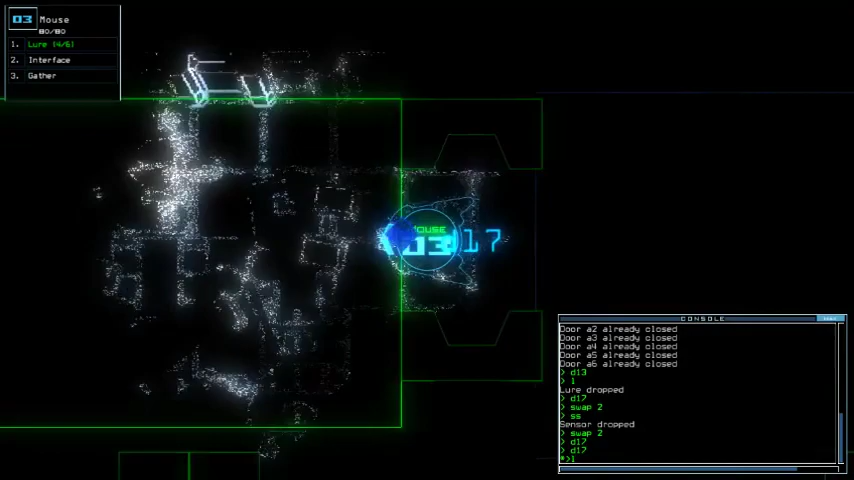 03 Mouse
80/80
1. Lure (4/5)
2. Interface
3. Gather
MOUSE
03
d17
CONSOLE
Door a2 already closed
Door a3 already closed
Door a4 already closed
Door a5 already closed
Door a6 already closed
> d13
> l
Lure dropped
> d17
> swap 2
> ss
Sensor dropped
> swap 2
> d17
> d17
>l